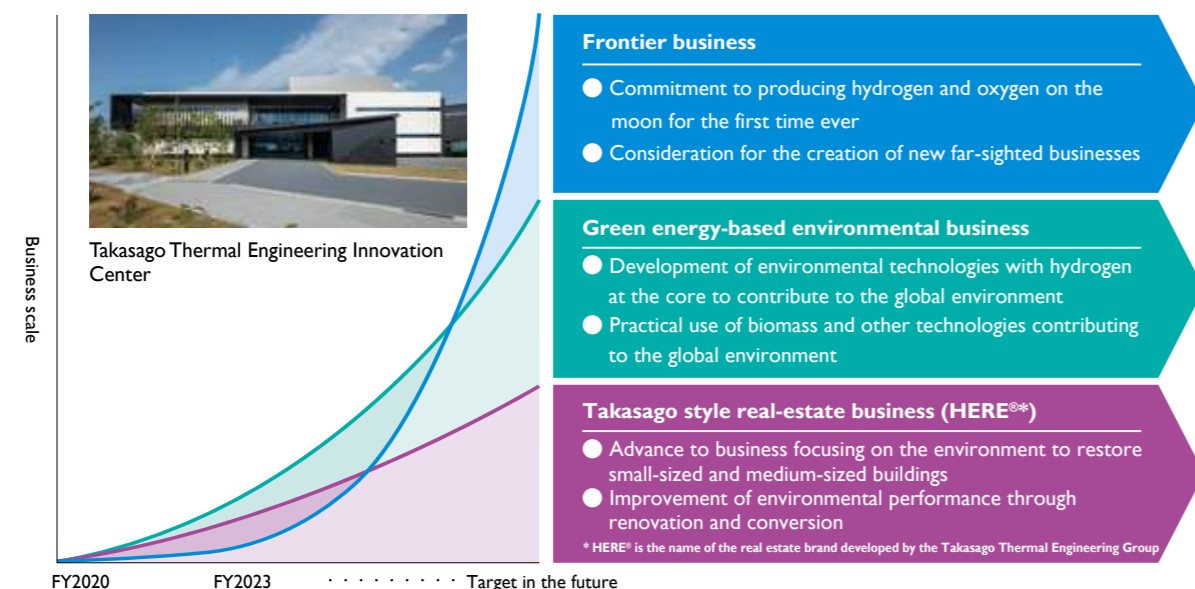 Business scale
Takasago Thermal Engineering Innovation
Center
FY2020
FY2023
· · · · · · · · · Target in the future
Frontier business
● Commitment to producing hydrogen and oxygen on the
moon for the first time ever
● Consideration for the creation of new far-sighted businesses
Green energy-based environmental business
● Development of environmental technologies with hydrogen
at the core to contribute to the global environment
● Practical use of biomass and other technologies contributing
to the global environment
Takasago style real-estate business (HERE®*)
● Advance to business focusing on the environment to restore
small-sized and medium-sized buildings
● Improvement of environmental performance through
renovation and conversion
* HERE® is the name of the real estate brand developed by the Takasago Thermal Engineering Group